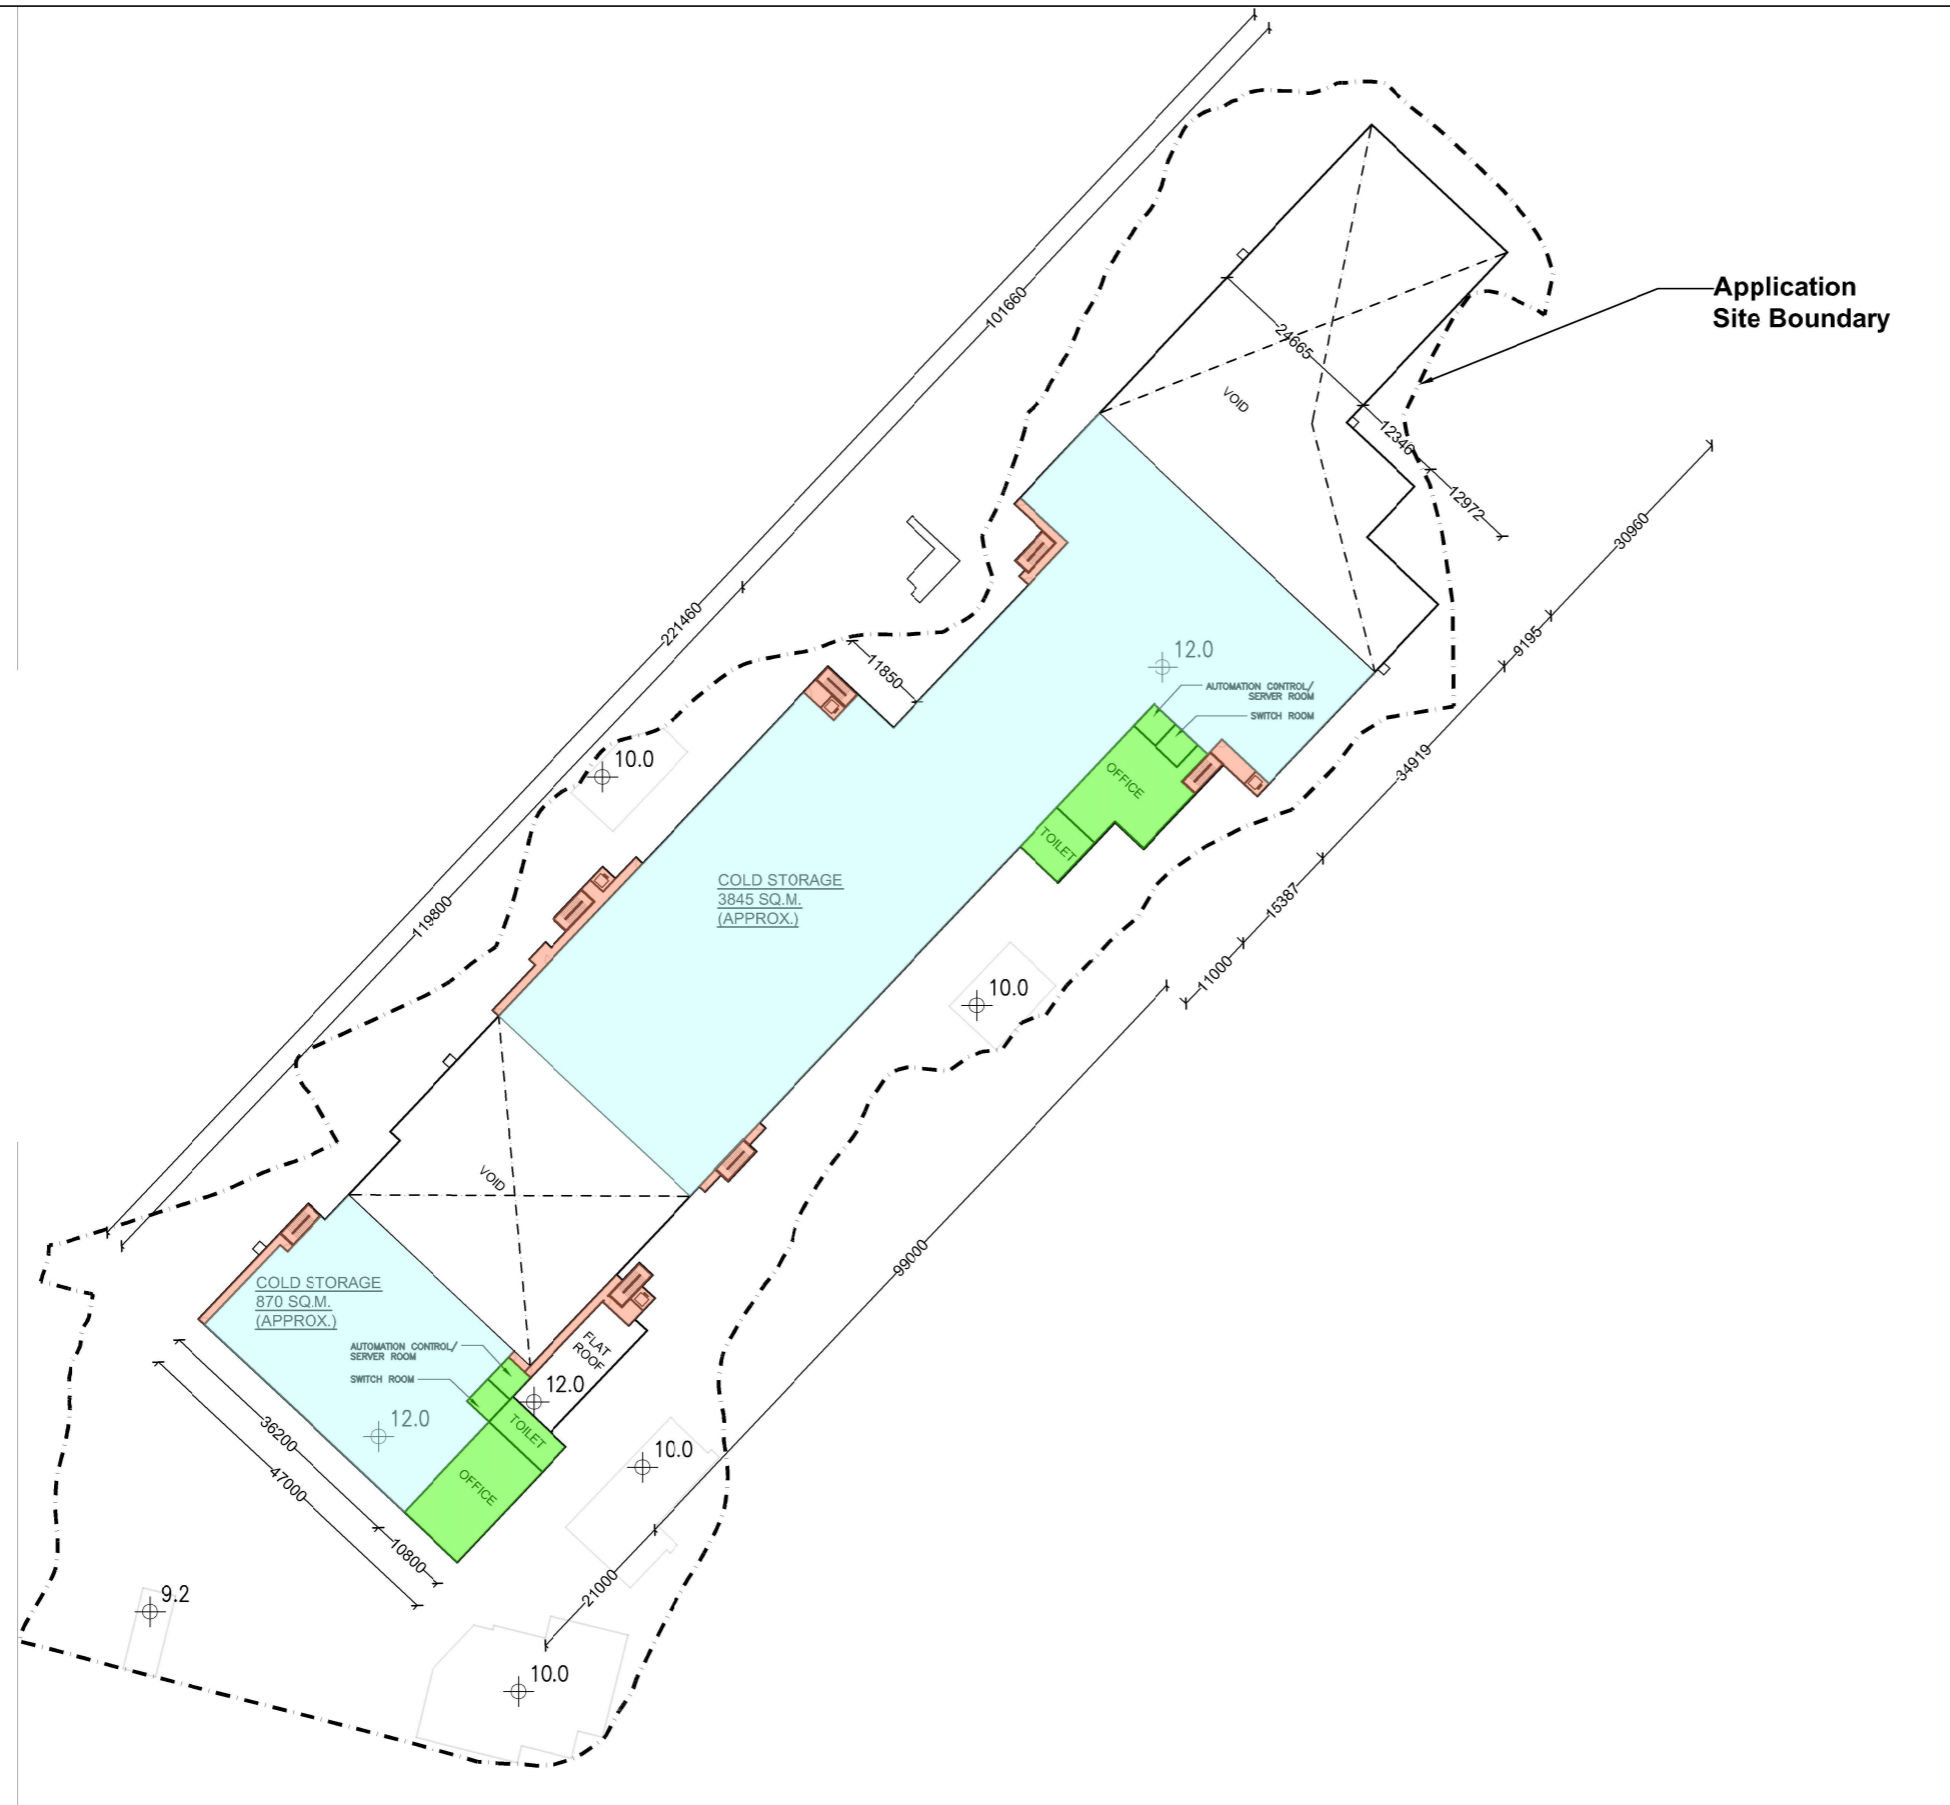 Application
Site Boundary
101660
221460
119800
24665
12346
12972
30960
9195
34919
15387
11000
99000
21000
11850
VOID
12.0
AUTOMATION CONTROL/
SERVER ROOM
SWITCH ROOM
OFFICE
TOILET
10.0
COLD STORAGE
3845 SQ.M.
(APPROX.)
10.0
VOID
COLD STORAGE
870 SQ.M.
(APPROX.)
FLAT
ROOF
AUTOMATION CONTROL/
SERVER ROOM
SWITCH ROOM
12.0
12.0
TOILET
OFFICE
36200
47000
10800
10.0
9.2
10.0